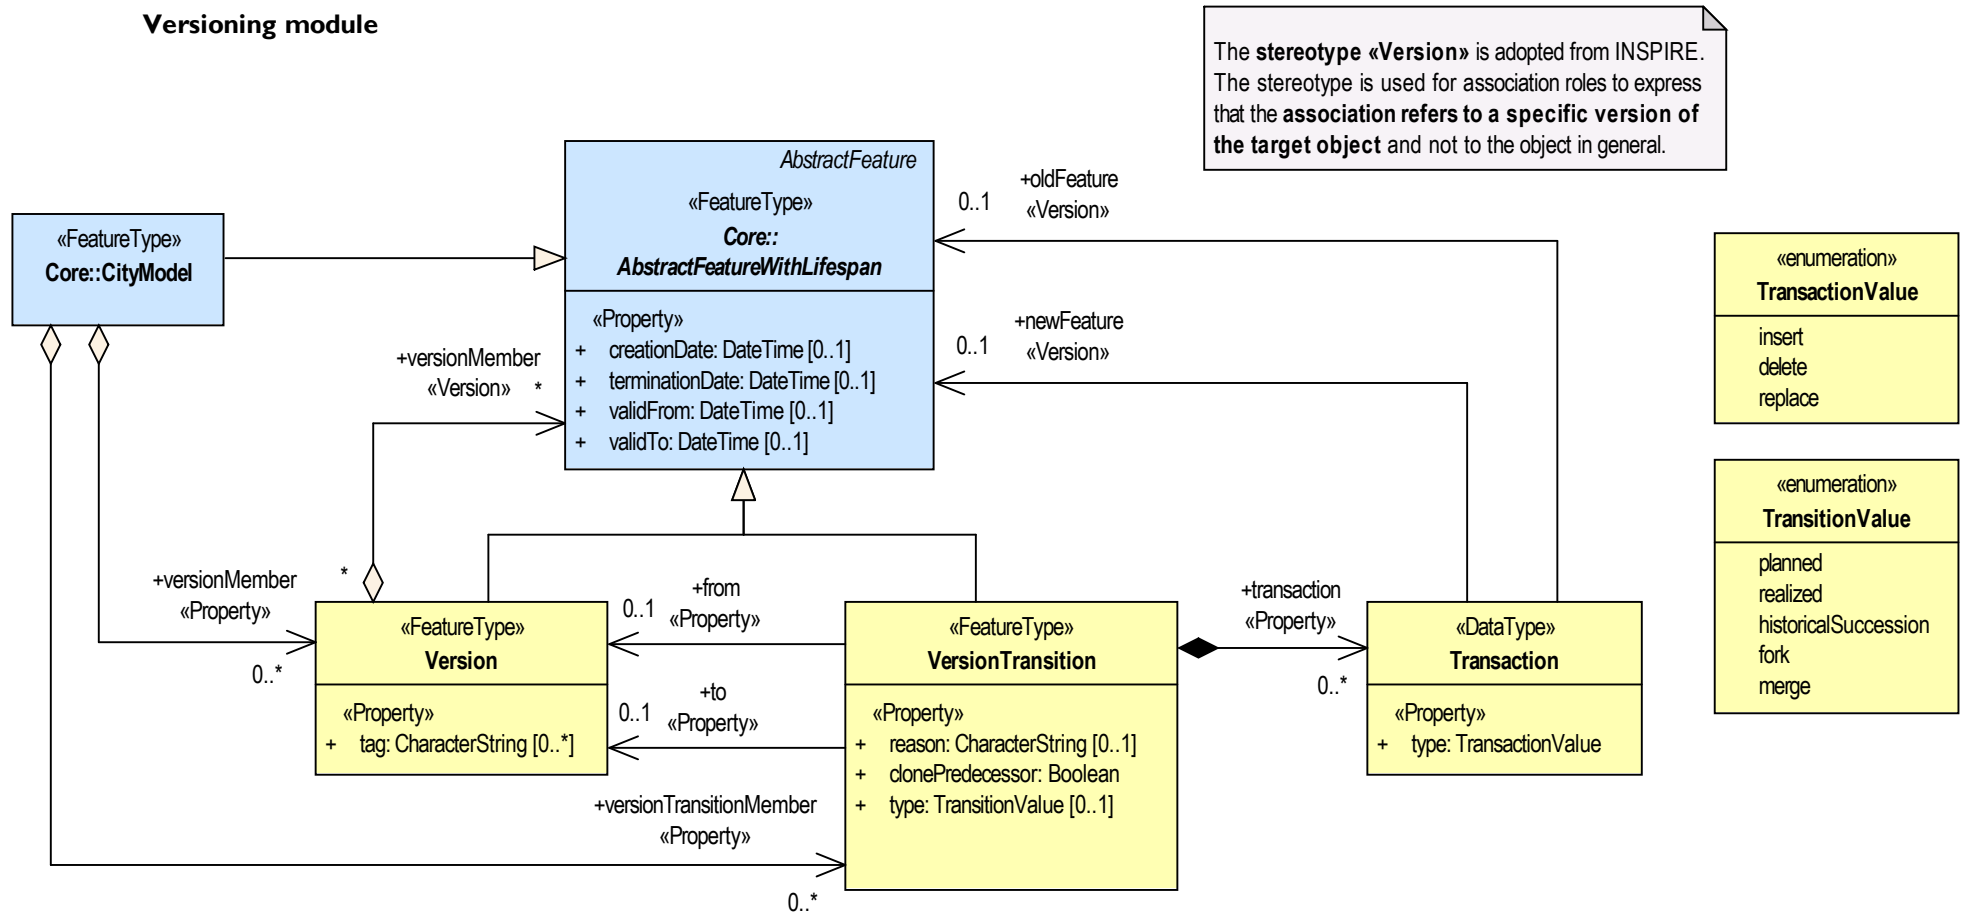 Versioning module
The stereotype «Version» is adopted from INSPIRE.
The stereotype is used for association roles to express
that the association refers to a specific version of
the target object and not to the object in general.
«FeatureType»
Core::CityModel
AbstractFeature
«FeatureType»
Core::
AbstractFeatureWithLifespan
«Property»
+ creationDate: DateTime [0..1]
+ terminationDate: DateTime [0..1]
+ validFrom: DateTime [0..1]
+ validTo: DateTime [0..1]
+oldFeature
0..1
«Version»
+newFeature
0..1
«Version»
+versionMember
«Version» *
«enumeration»
TransactionValue
insert
delete
replace
«enumeration»
TransitionValue
planned
realized
historicalSuccession
fork
merge
*
+versionMember
«Property»
0..*
«FeatureType»
Version
«Property»
+ tag: CharacterString [0..*]
+from
0..1
«Property»
+to
0..1
«Property»
+versionTransitionMember
«Property»
0..*
«FeatureType»
VersionTransition
«Property»
+ reason: CharacterString [0..1]
+ clonePredecessor: Boolean
+ type: TransitionValue [0..1]
+transaction
«Property»
0..*
«DataType»
Transaction
«Property»
+ type: TransactionValue